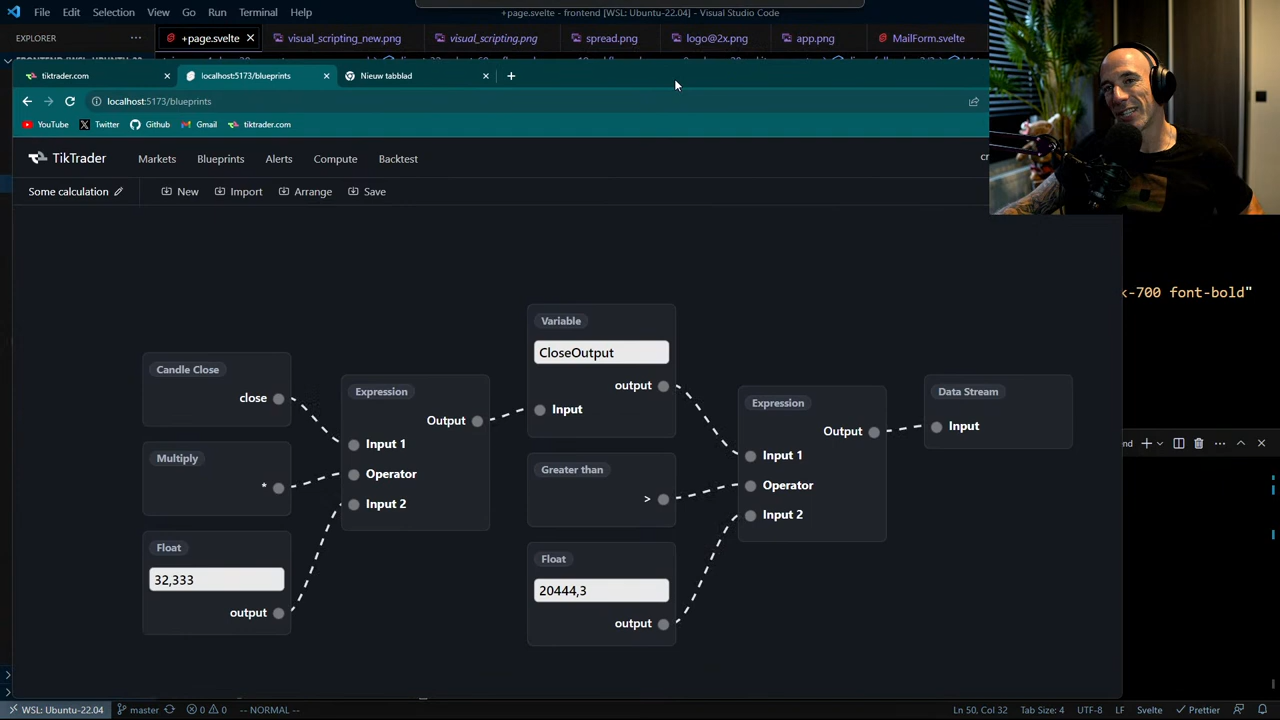 File Edit Selection View Go Run Terminal Help
+page.svelte - frontend [WSL: Ubuntu-22.04] - Visual Studio Code
EXPLORER ···
+page.svelte visual_scripting_new.png visual_scripting.png spread.png logo@2x.png app.png MailForm.svelte
tiktrader.com localhost:5173/blueprints Nieuw tabblad
localhost:5173/blueprints
YouTube Twitter Github Gmail tiktrader.com
TikTrader Markets Blueprints Alerts Compute Backtest
Some calculation New Import Arrange Save
k-700 font-bold"
Candle Close
close
Multiply
*
Float
32,333
output
Expression
Output
Input 1
Operator
Input 2
Variable
CloseOutput
output
Input
Greater than
>
Float
20444,3
output
Expression
Output
Input 1
Operator
Input 2
Data Stream
Input
WSL: Ubuntu-22.04 master 0 0 -- NORMAL -- Ln 50, Col 32 Tab Size: 4 UTF-8 LF Svelte Prettier